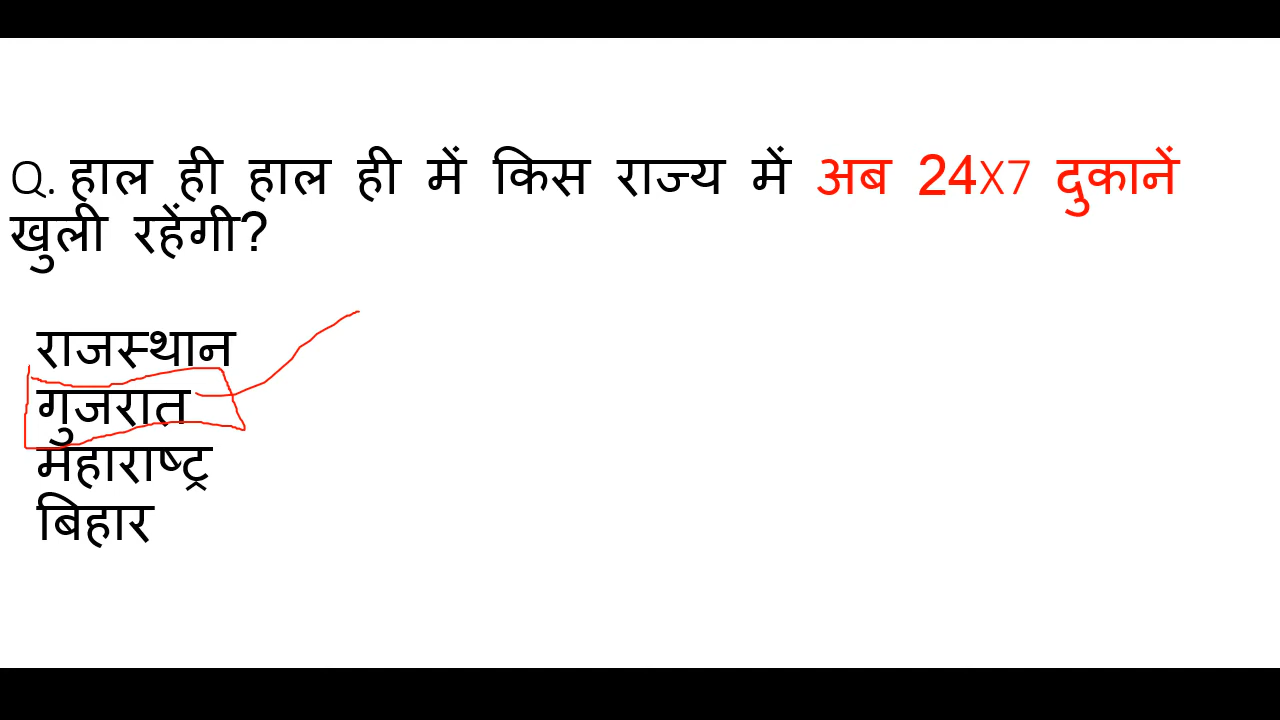 Q. हाल ही हाल ही में किस राज्य में अब 24X7 दुकानें
खुली रहेंगी?
राजस्थान
गुजरात
महाराष्ट्र
बिहार